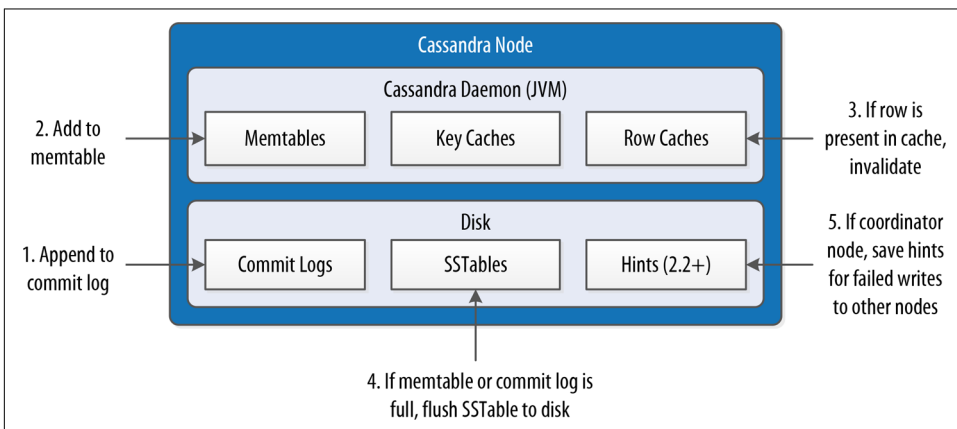 Cassandra Node
Cassandra Daemon (JVM)
2. Add to
memtable
Memtables
Key Caches
Row Caches
3. If row is
present in cache,
invalidate
Disk
1. Append to
commit log
Commit Logs
SSTables
Hints (2.2+)
5. If coordinator
node, save hints
for failed writes
to other nodes
4. If memtable or commit log is
full, flush SSTable to disk